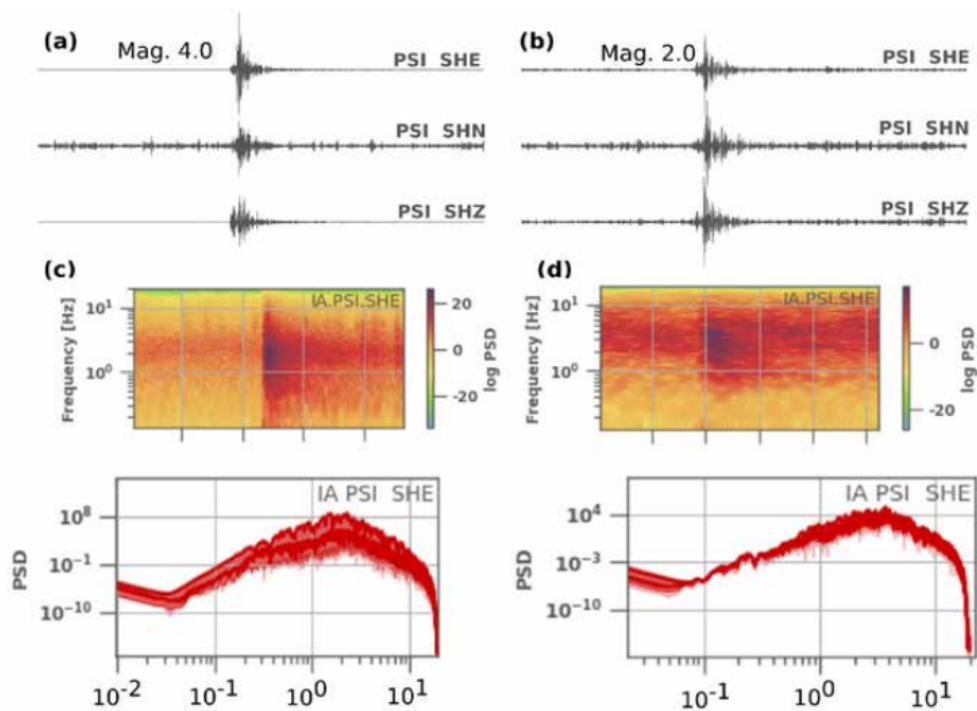 (a)
Mag. 4.0
PSI SHE
PSI SHN
PSI SHZ
(b)
Mag. 2.0
PSI SHE
PSI SHN
PSI SHZ
(c)
IA.PSI.SHE
Frequency [Hz]
10¹
10⁰
20
0
-20
log PSD
(d)
IA.PSI.SHE
Frequency [Hz]
10¹
10⁰
0
-20
log PSD
IA PSI SHE
PSD
10⁸
10⁻¹
10⁻¹⁰
10⁻² 10⁻¹ 10⁰ 10¹
IA PSI SHE
PSD
10⁴
10⁻³
10⁻¹⁰
10⁻¹ 10⁰ 10¹